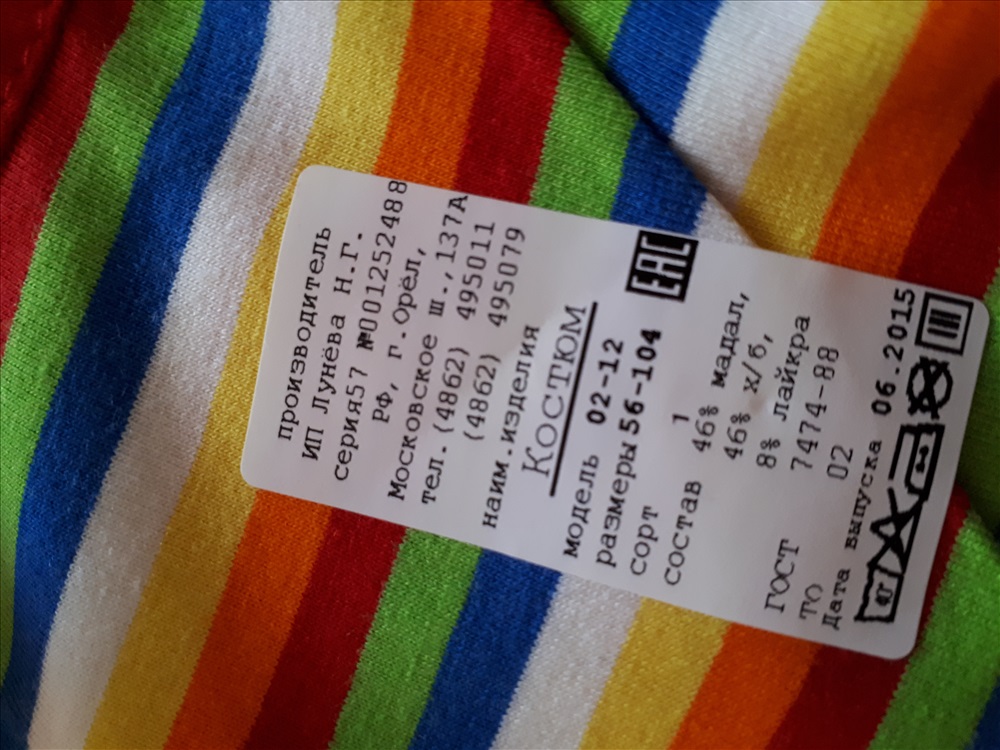 производитель
ИП Лунёва Н.Г.
серия57 №001252488
РФ, г.Орёл,
Московское ш.,137А
тел.(4862) 495011
(4862) 495079
наим.изделия
Костюм
EAC
модель 02-12
размеры 56-104
сорт 1
состав 46% мадал,
46% х/б,
8% лайкра
ГОСТ 7474-88
ТО 02
Дата выпуска 06.2015